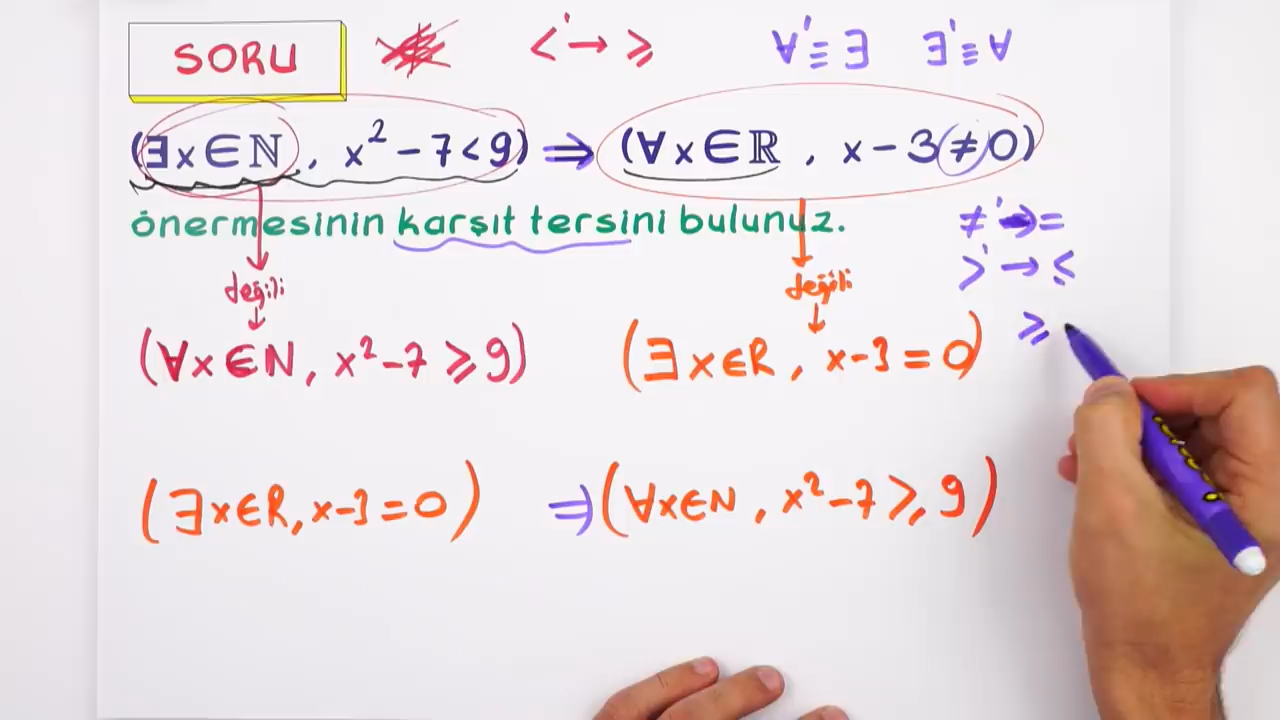 SORU <' → ≥ ∀' ≡ ∃ ∃' ≡ ∀
(∃x∈ℕ, x² - 7 < 9) ⇒ (∀x∈ℝ, x - 3 ≠ 0)
önermesinin karşıt tersini bulunuz.
≠' → =
>' → ≤
değili değili
≥
(∀x∈N, x² - 7 ≥ 9) (∃x∈R, x - 3 = 0)
(∃x∈R, x - 3 = 0) ⇒ (∀x∈N, x² - 7 ≥ 9)